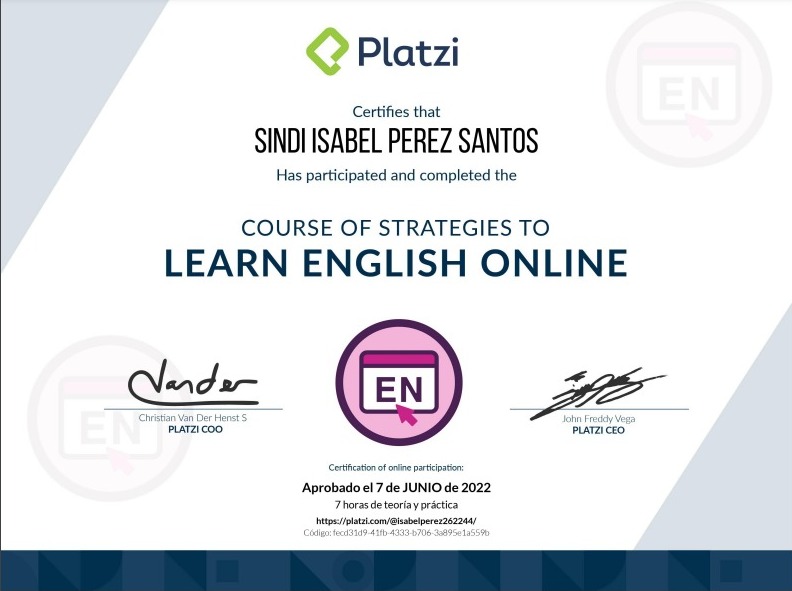 Platzi
EN
Certifies that
SINDI ISABEL PEREZ SANTOS
Has participated and completed the
COURSE OF STRATEGIES TO
LEARN ENGLISH ONLINE
Vander
EN
EN
Christian Van Der Henst S
PLATZI COO
John Freddy Vega
PLATZI CEO
Certification of online participation:
Aprobado el 7 de JUNIO de 2022
7 horas de teoría y práctica
https://platzi.com/@isabelperez262244/
Código: fecd31d9-41fb-4333-b706-3a895e1a559b